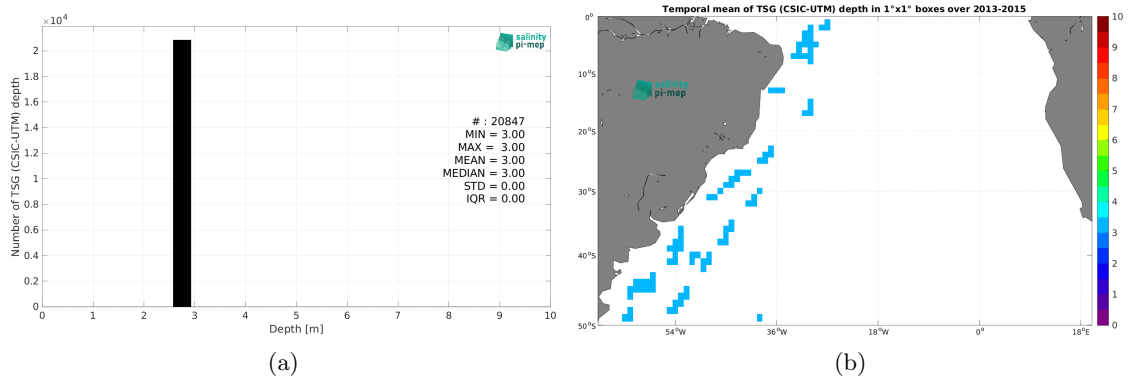 ×10⁴
2
1.8
1.6
1.4
1.2
1
0.8
0.6
0.4
0.2
0
Number of TSG (CSIC-UTM) depth
0 1 2 3 4 5 6 7 8 9 10
Depth [m]
salinity
pi-mep
# : 20847
MIN = 3.00
MAX = 3.00
MEAN = 3.00
MEDIAN = 3.00
STD = 0.00
IQR = 0.00
(a)
Temporal mean of TSG (CSIC-UTM) depth in 1°x1° boxes over 2013-2015
0°
10°S
20°S
30°S
40°S
50°S
54°W 36°W 18°W 0° 18°E
salinity
pi-mep
10
9
8
7
6
5
4
3
2
1
0
(b)